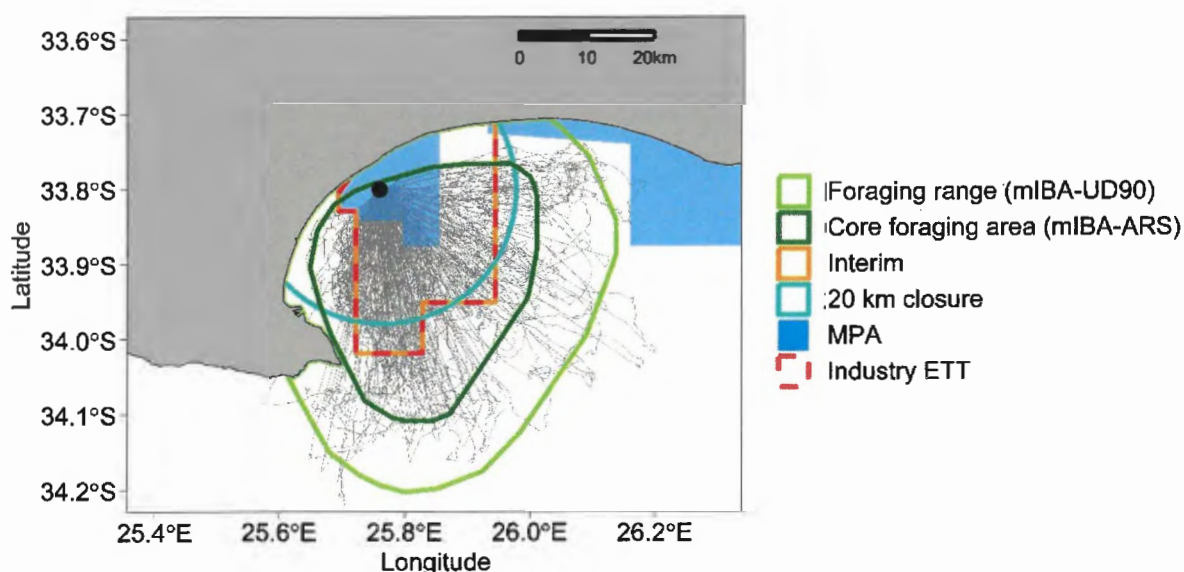 33.6°S
33.7°S
33.8°S
33.9°S
34.0°S
34.1°S
34.2°S
Latitude
0 10 20km
25.4°E 25.6°E 25.8°E 26.0°E 26.2°E
Longitude
Foraging range (mIBA-UD90)
Core foraging area (mIBA-ARS)
Interim
20 km closure
MPA
Industry ETT